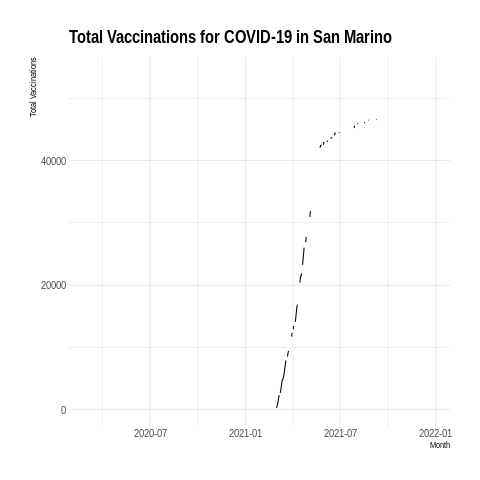 Total Vaccinations for COVID-19 in San Marino
Total Vaccinations
40000
20000
0
2020-07
2021-01
2021-07
2022-01
Month